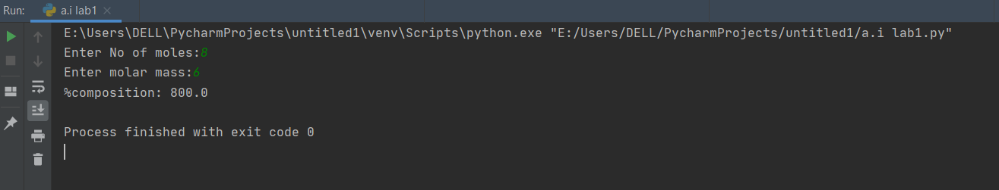 Run: a.i lab1
E:\Users\DELL\PycharmProjects\untitled1\venv\Scripts\python.exe "E:/Users/DELL/PycharmProjects/untitled1/a.i lab1.py"
Enter No of moles:8
Enter molar mass:6
%composition: 800.0
Process finished with exit code 0